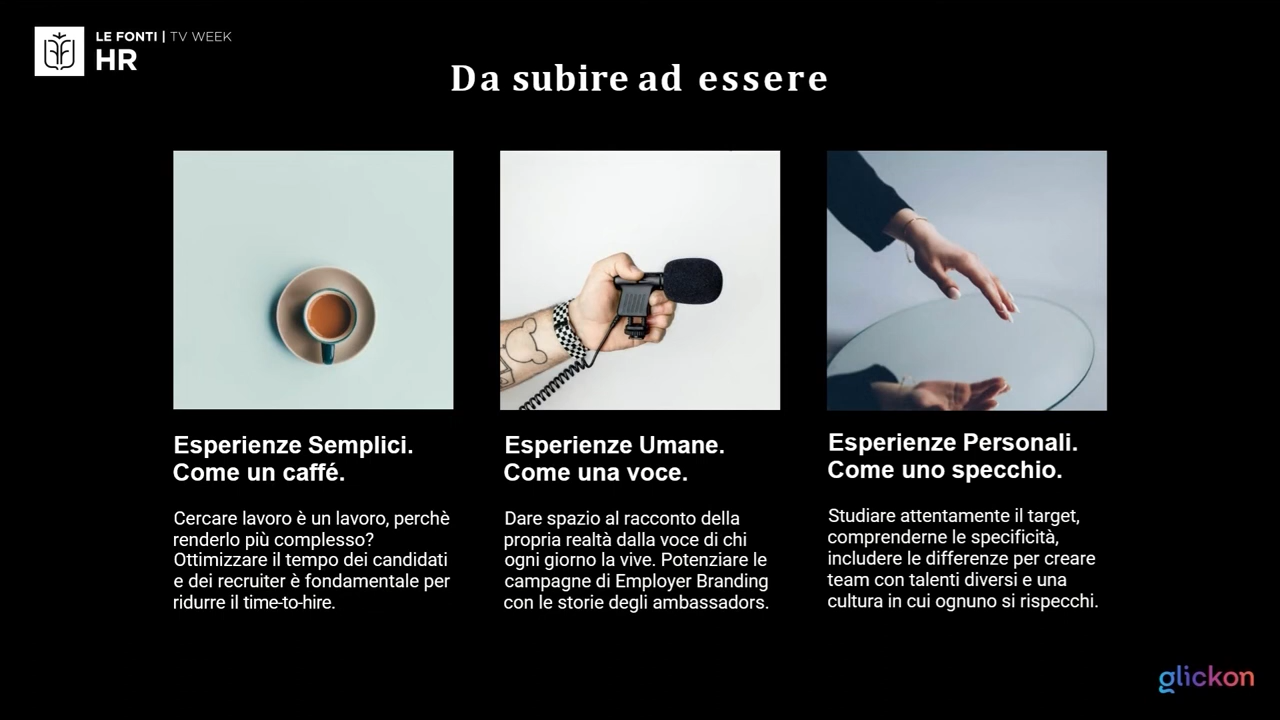 LE FONTI | TV WEEK
HR
Da subire ad essere
Esperienze Semplici.
Come un caffé.
Cercare lavoro è un lavoro, perchè
renderlo più complesso?
Ottimizzare il tempo dei candidati
e dei recruiter è fondamentale per
ridurre il time-to-hire.
Esperienze Umane.
Come una voce.
Dare spazio al racconto della
propria realtà dalla voce di chi
ogni giorno la vive. Potenziare le
campagne di Employer Branding
con le storie degli ambassadors.
Esperienze Personali.
Come uno specchio.
Studiare attentamente il target,
comprenderne le specificità,
includere le differenze per creare
team con talenti diversi e una
cultura in cui ognuno si rispecchi.
glickon